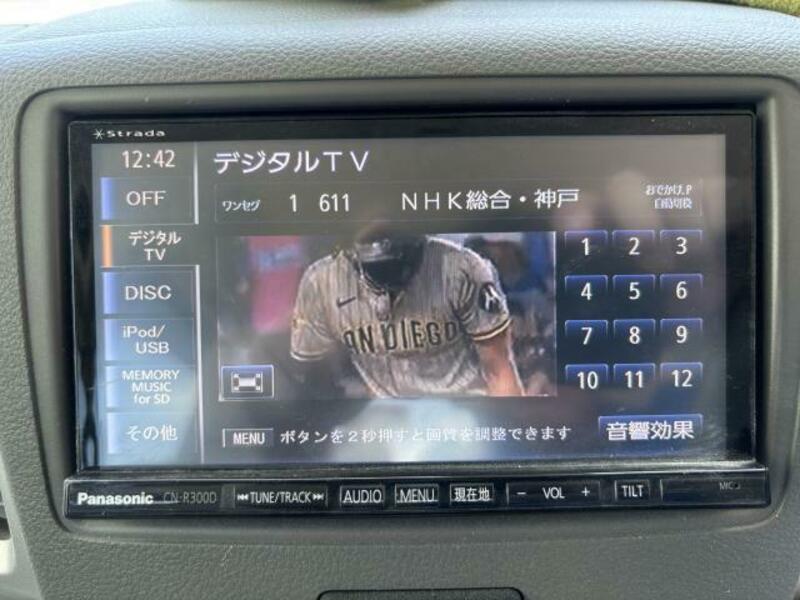 Strada
12:42
デジタルTV
OFF
ワンセグ 1 611 NHK総合・神戸
おでかけ.P
自動切換
デジタル
TV
DISC
iPod/
USB
MEMORY
MUSIC
for SD
その他
SAN DIEGO
1 2 3
4 5 6
7 8 9
10 11 12
MENU ボタンを2秒押すと画質を調整できます
音響効果
Panasonic CN-R300D TUNE/TRACK AUDIO MENU 現在地 − VOL + TILT